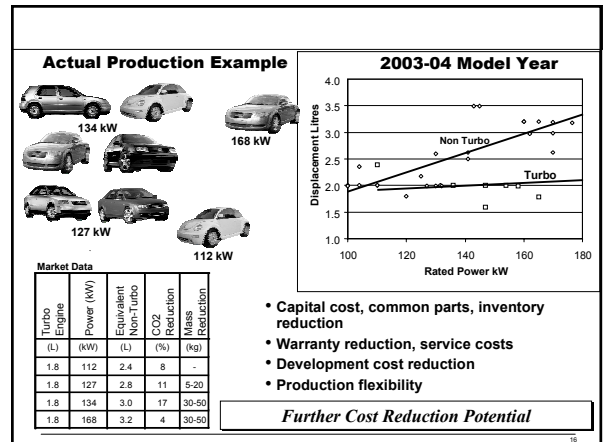 Actual Production Example
134 kW
168 kW
127 kW
112 kW
2003-04 Model Year
Displacement Litres
4.0
3.5
3.0
2.5
2.0
1.5
1.0
Non Turbo
Turbo
100 120 140 160 180
Rated Power kW
Market Data
Turbo Engine | Power (kW) | Equivalent Non-Turbo | CO2 Reduction | Mass Reduction
(L) (kW) (L) (%) (kg)
1.8 112 2.4 8 -
1.8 127 2.8 11 5-20
1.8 134 3.0 17 30-50
1.8 168 3.2 4 30-50
• Capital cost, common parts, inventory
reduction
• Warranty reduction, service costs
• Development cost reduction
• Production flexibility
Further Cost Reduction Potential
16